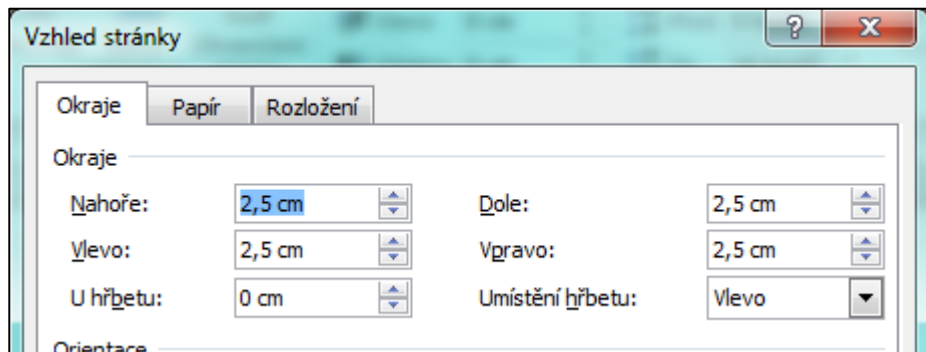 Vzhled stránky
Okraje Papír Rozložení
Okraje
Nahoře: 2,5 cm Dole: 2,5 cm
Vlevo: 2,5 cm Vpravo: 2,5 cm
U hřbetu: 0 cm Umístění hřbetu: Vlevo
Orientace